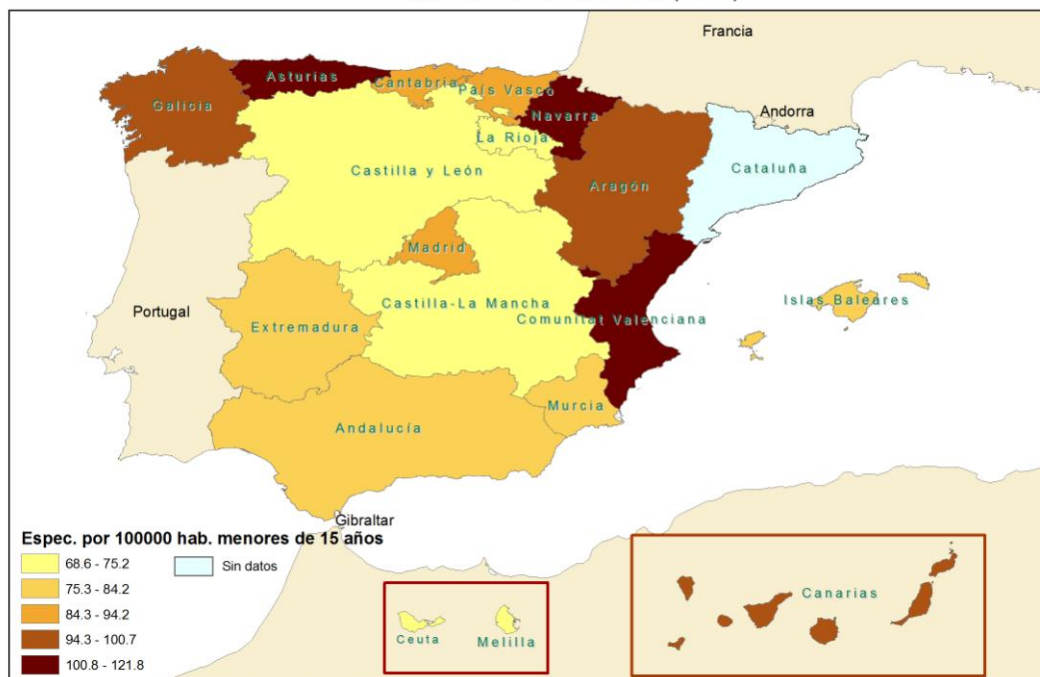 Francia
Asturias
Cantabria
País Vasco
Galicia
Navarra
Andorra
La Rioja
Castilla y León
Cataluña
Aragón
Madrid
Islas Baleares
Castilla-La Mancha
Portugal
Comunitat Valenciana
Extremadura
Murcia
Andalucía
Gibraltar
Espec. por 100000 hab. menores de 15 años
68.6 - 75.2
Sin datos
75.3 - 84.2
84.3 - 94.2
94.3 - 100.7
100.8 - 121.8
Canarias
Ceuta
Melilla